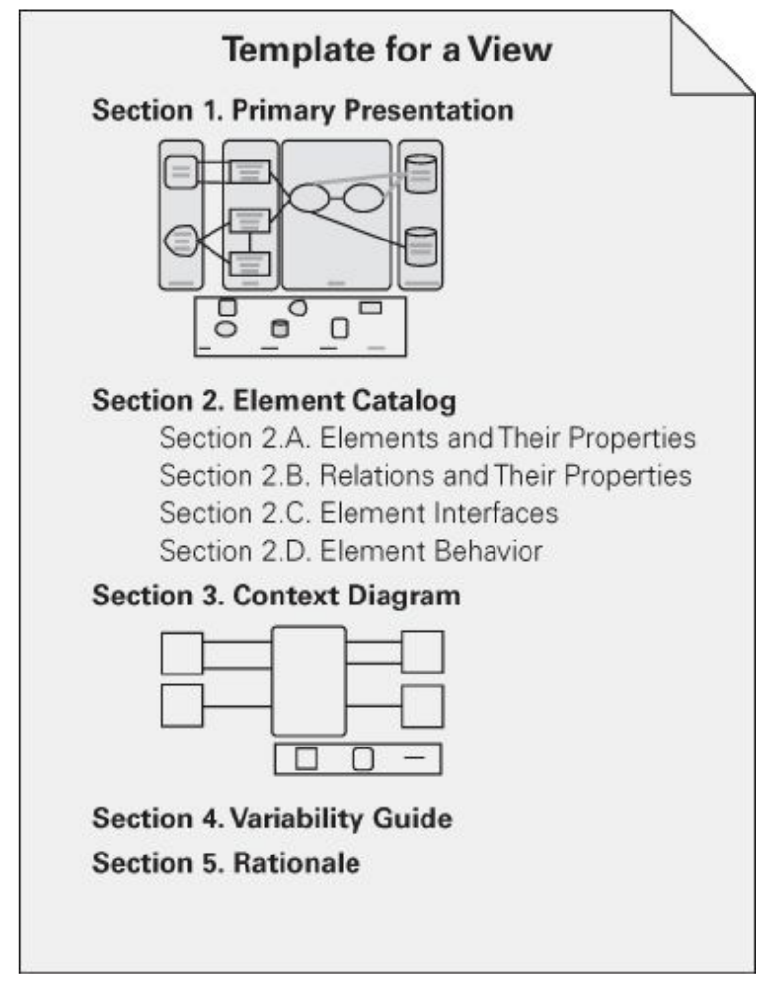 Template for a View
Section 1. Primary Presentation
Section 2. Element Catalog
Section 2.A. Elements and Their Properties
Section 2.B. Relations and Their Properties
Section 2.C. Element Interfaces
Section 2.D. Element Behavior
Section 3. Context Diagram
Section 4. Variability Guide
Section 5. Rationale